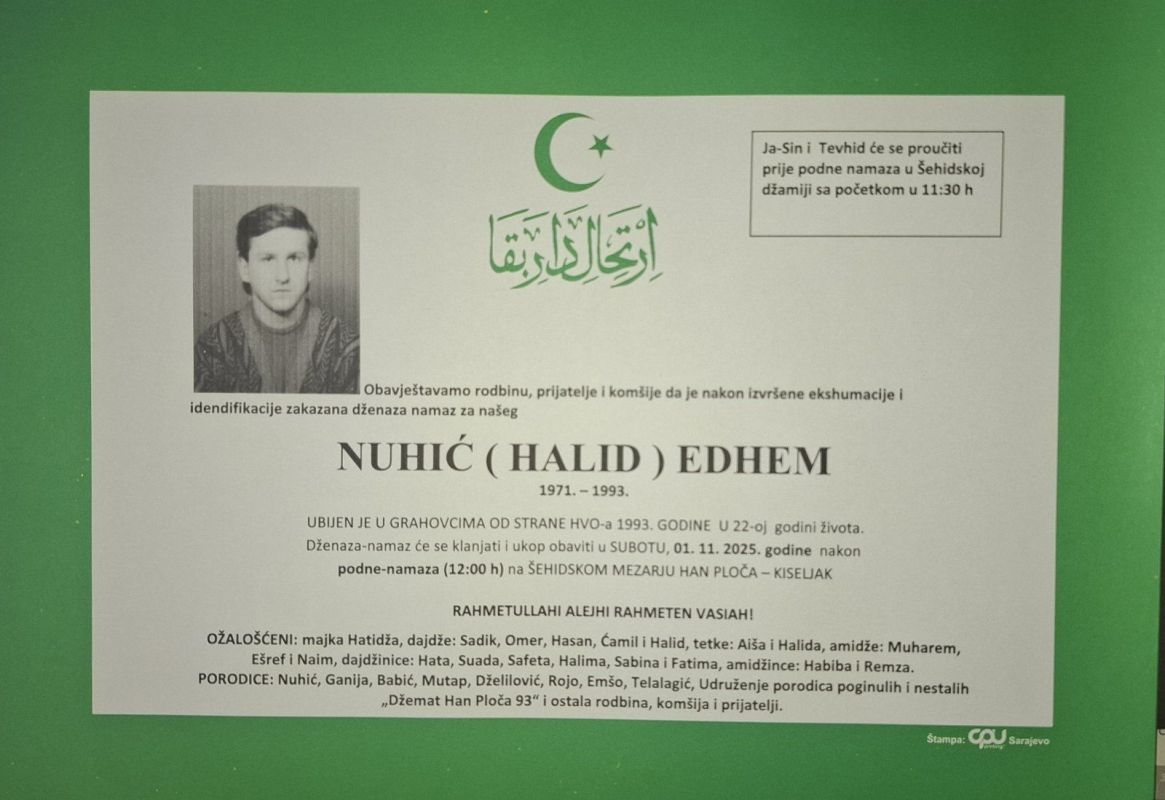 Ja-Sin i Tevhid će se proučiti
prije podne namaza u Šehidskoj
džamiji sa početkom u 11:30 h
اِرْتِحَالِ دَارِ بَقَا
Obavještavamo rodbinu, prijatelje i komšije da je nakon izvršene ekshumacije i
idendifikacije zakazana dženaza namaz za našeg
NUHIĆ ( HALID ) EDHEM
1971. – 1993.
UBIJEN JE U GRAHOVCIMA OD STRANE HVO-a 1993. GODINE U 22-oj godini života.
Dženaza-namaz će se klanjati i ukop obaviti u SUBOTU, 01. 11. 2025. godine nakon
podne-namaza (12:00 h) na ŠEHIDSKOM MEZARJU HAN PLOČA – KISELJAK
RAHMETULLAHI ALEJHI RAHMETEN VASIAH!
OŽALOŠĆENI: majka Hatidža, dajdže: Sadik, Omer, Hasan, Ćamil i Halid, tetke: Aiša i Halida, amidže: Muharem,
Ešref i Naim, dajdžinice: Hata, Suada, Safeta, Halima, Sabina i Fatima, amidžince: Habiba i Remza.
PORODICE: Nuhić, Ganija, Babić, Mutap, Dželilović, Rojo, Emšo, Telalagić, Udruženje porodica poginulih i nestalih
„Džemat Han Ploča 93“ i ostala rodbina, komšija i prijatelji.
Štampa: CPU printing Sarajevo